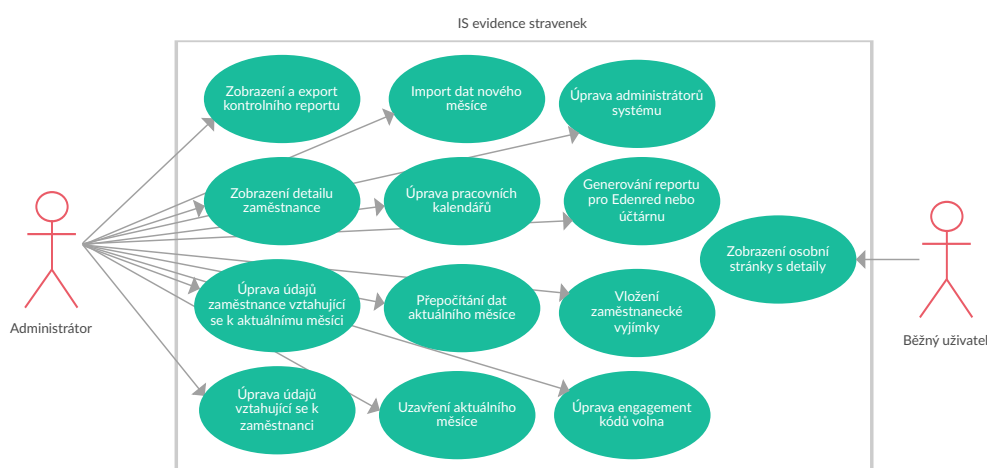 IS evidence stravenek
Zobrazení a export
kontrolního reportu
Import dat nového
měsíce
Úprava administrátorů
systému
Zobrazení detailu
zaměstnance
Úprava pracovních
kalendářů
Generování reportu
pro Edenred nebo
účtárnu
Zobrazení osobní
stránky s detaily
Úprava údajů
zaměstnance vztahující
se k aktuálnímu měsíci
Přepočítání dat
aktuálního měsíce
Vložení
zaměstnanecké
vyjímky
Administrátor
Běžný uživatel
Úprava údajů
vztahující se k
zaměstnanci
Uzavření aktuálního
měsíce
Úprava engagement
kódů volna